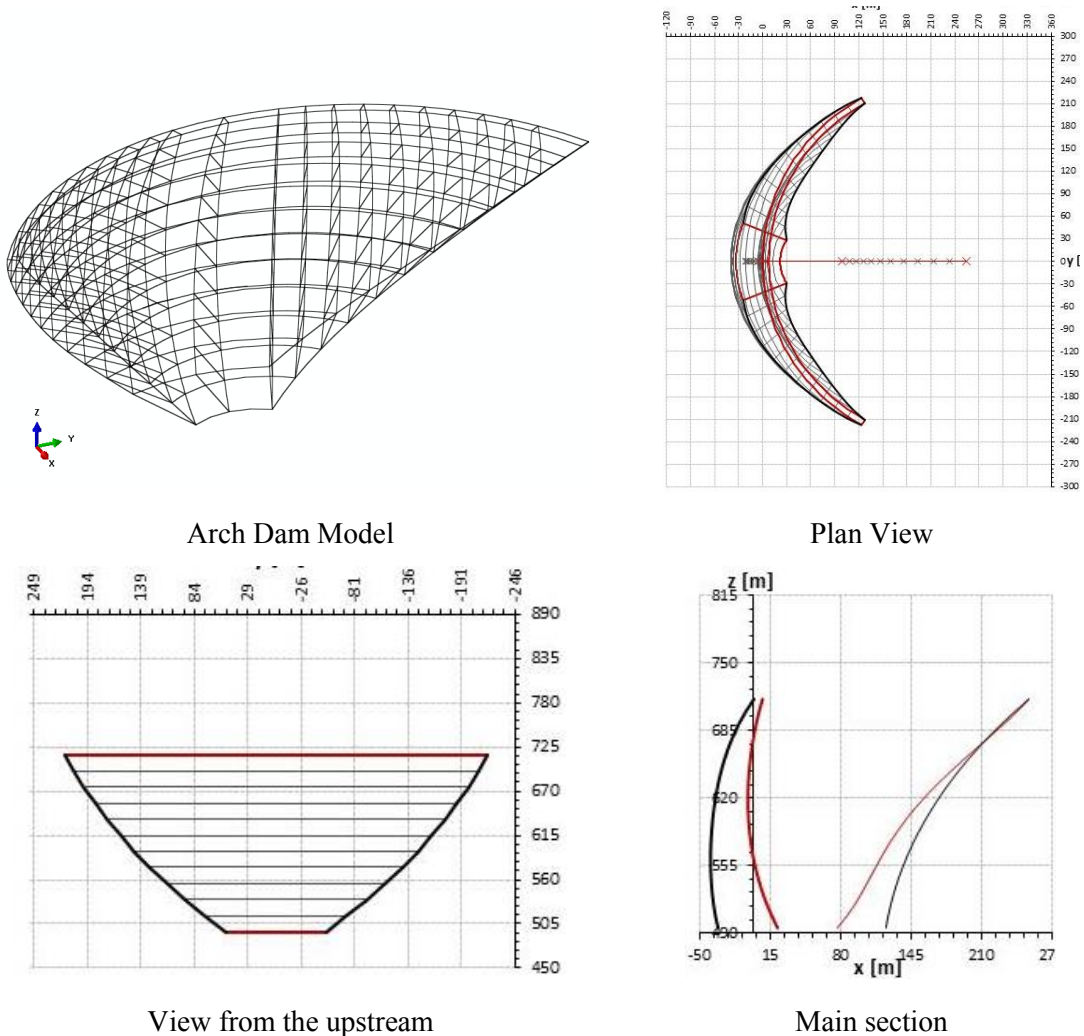 -120 -90 -60 -30 0 30 60 90 120 150 180 210 240 270 300 330 360
300
270
240
210
180
150
120
90
60
30
0 y [
-30
-60
-90
-120
-150
-180
-210
-240
-270
-300
Z
Y
X
Arch Dam Model
Plan View
249 194 139 84 29 -26 -81 -136 -191 -246
890
835
780
725
670
615
560
505
450
z [m]
815
750
685
620
555
490
-50 15 80 145 210 27
x [m]
View from the upstream
Main section